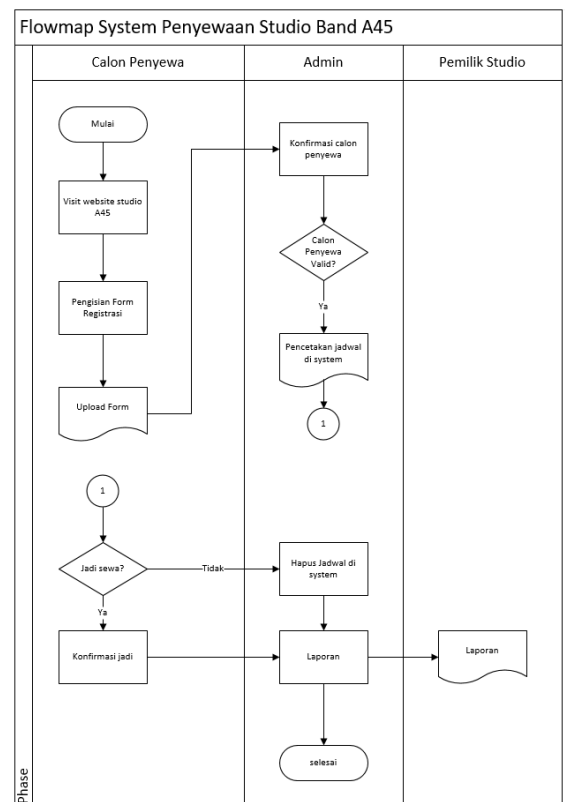 Flowmap System Penyewaan Studio Band A45
Calon Penyewa
Admin
Pemilik Studio
Mulai
Visit website studio
A45
Pengisian Form
Registrasi
Upload Form
Konfirmasi calon
penyewa
Calon
Penyewa
Valid?
Ya
Pencetakan jadwal
di system
1
1
Jadi sewa?
Tidak
Ya
Hapus Jadwal di
system
Konfirmasi jadi
Laporan
Laporan
selesai
Phase